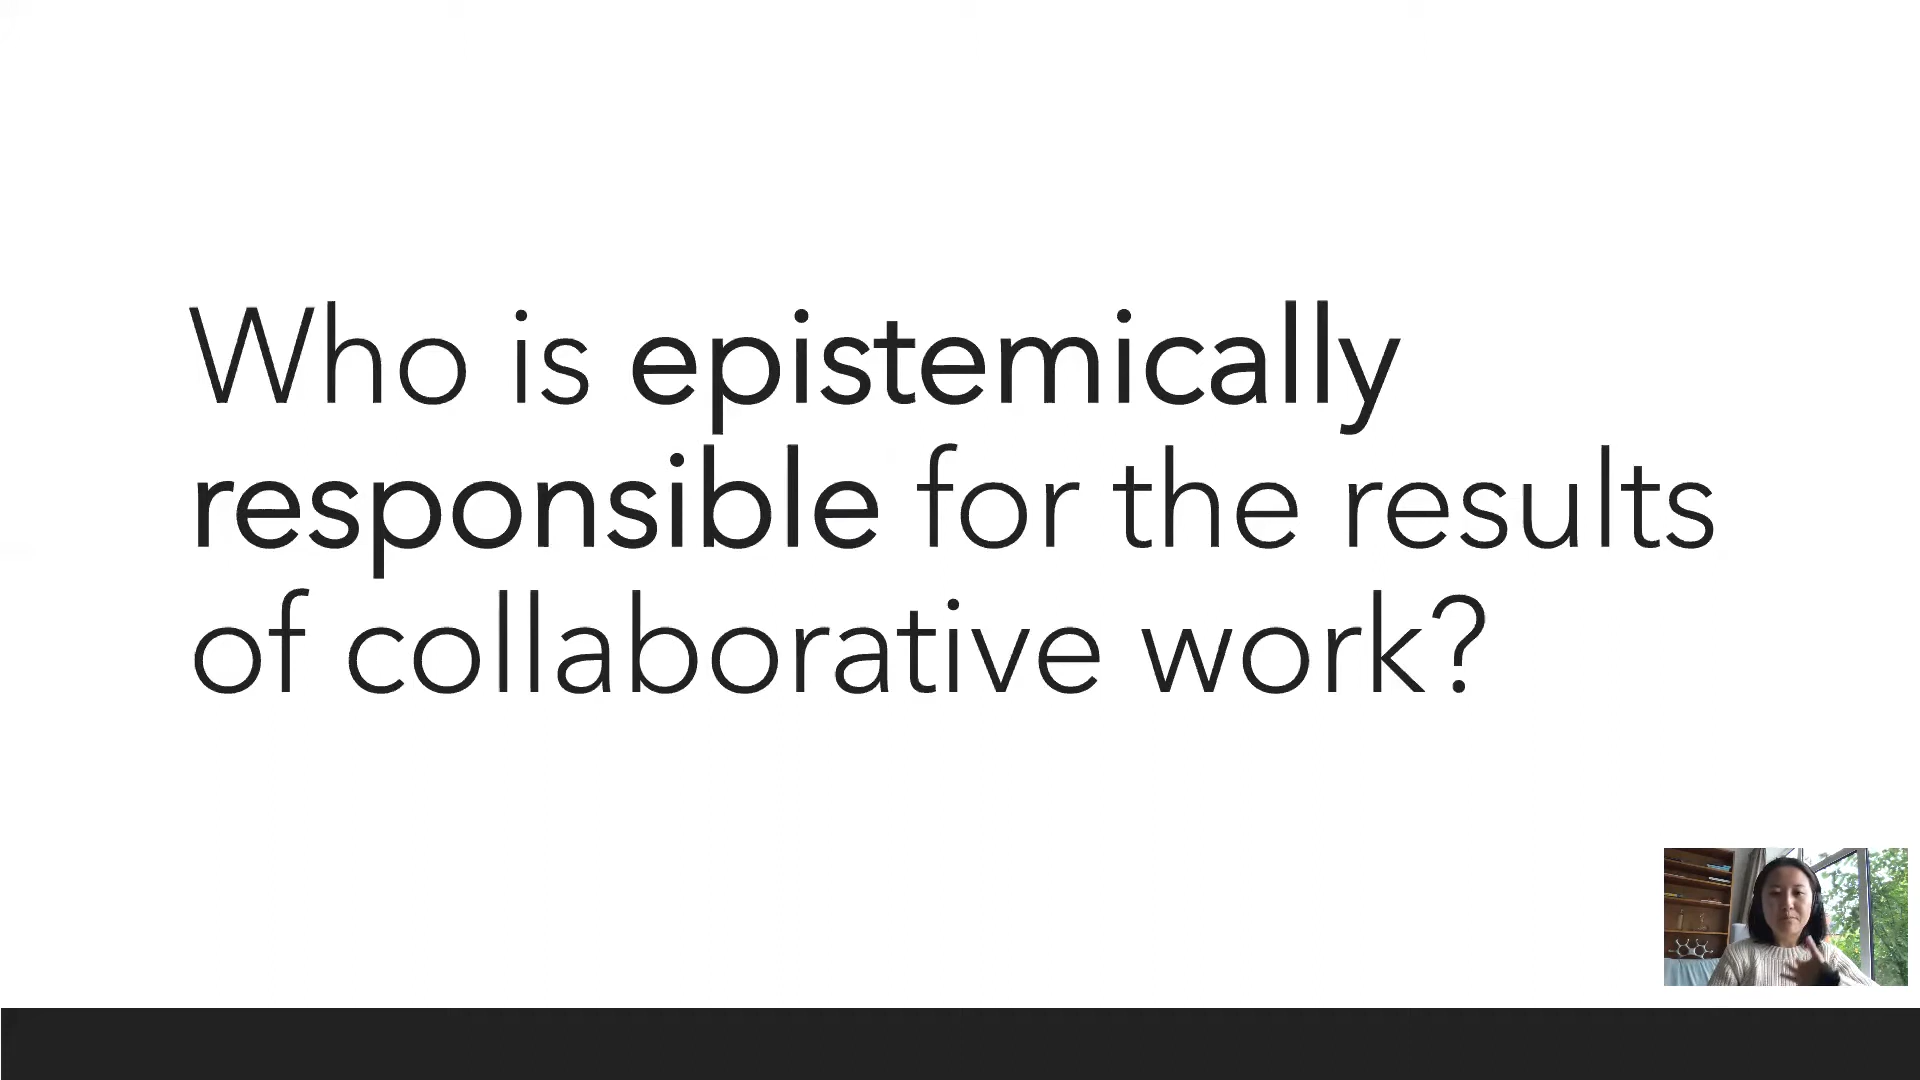 Who is epistemically
responsible for the results
of collaborative work?